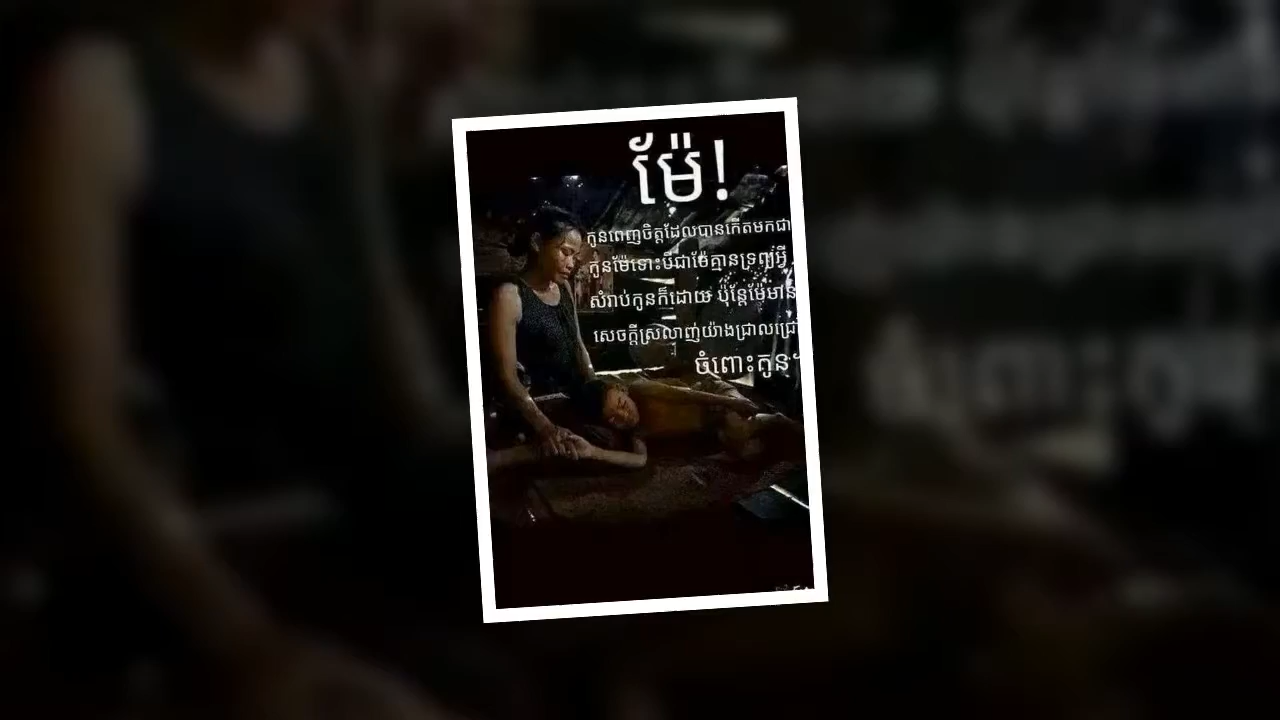 ម៉ែ!
កូនពេញចិត្តដែលបានកើតមកជា
កូនម៉ែទោះបីជាម៉ែគ្មានទ្រព្យអ្វី
សំរាប់កូនក៏ដោយ ប៉ុន្តែម៉ែមាន
សេចក្តីស្រលាញ់យ៉ាងជ្រាលជ្រៅ
ចំពោះកូន។